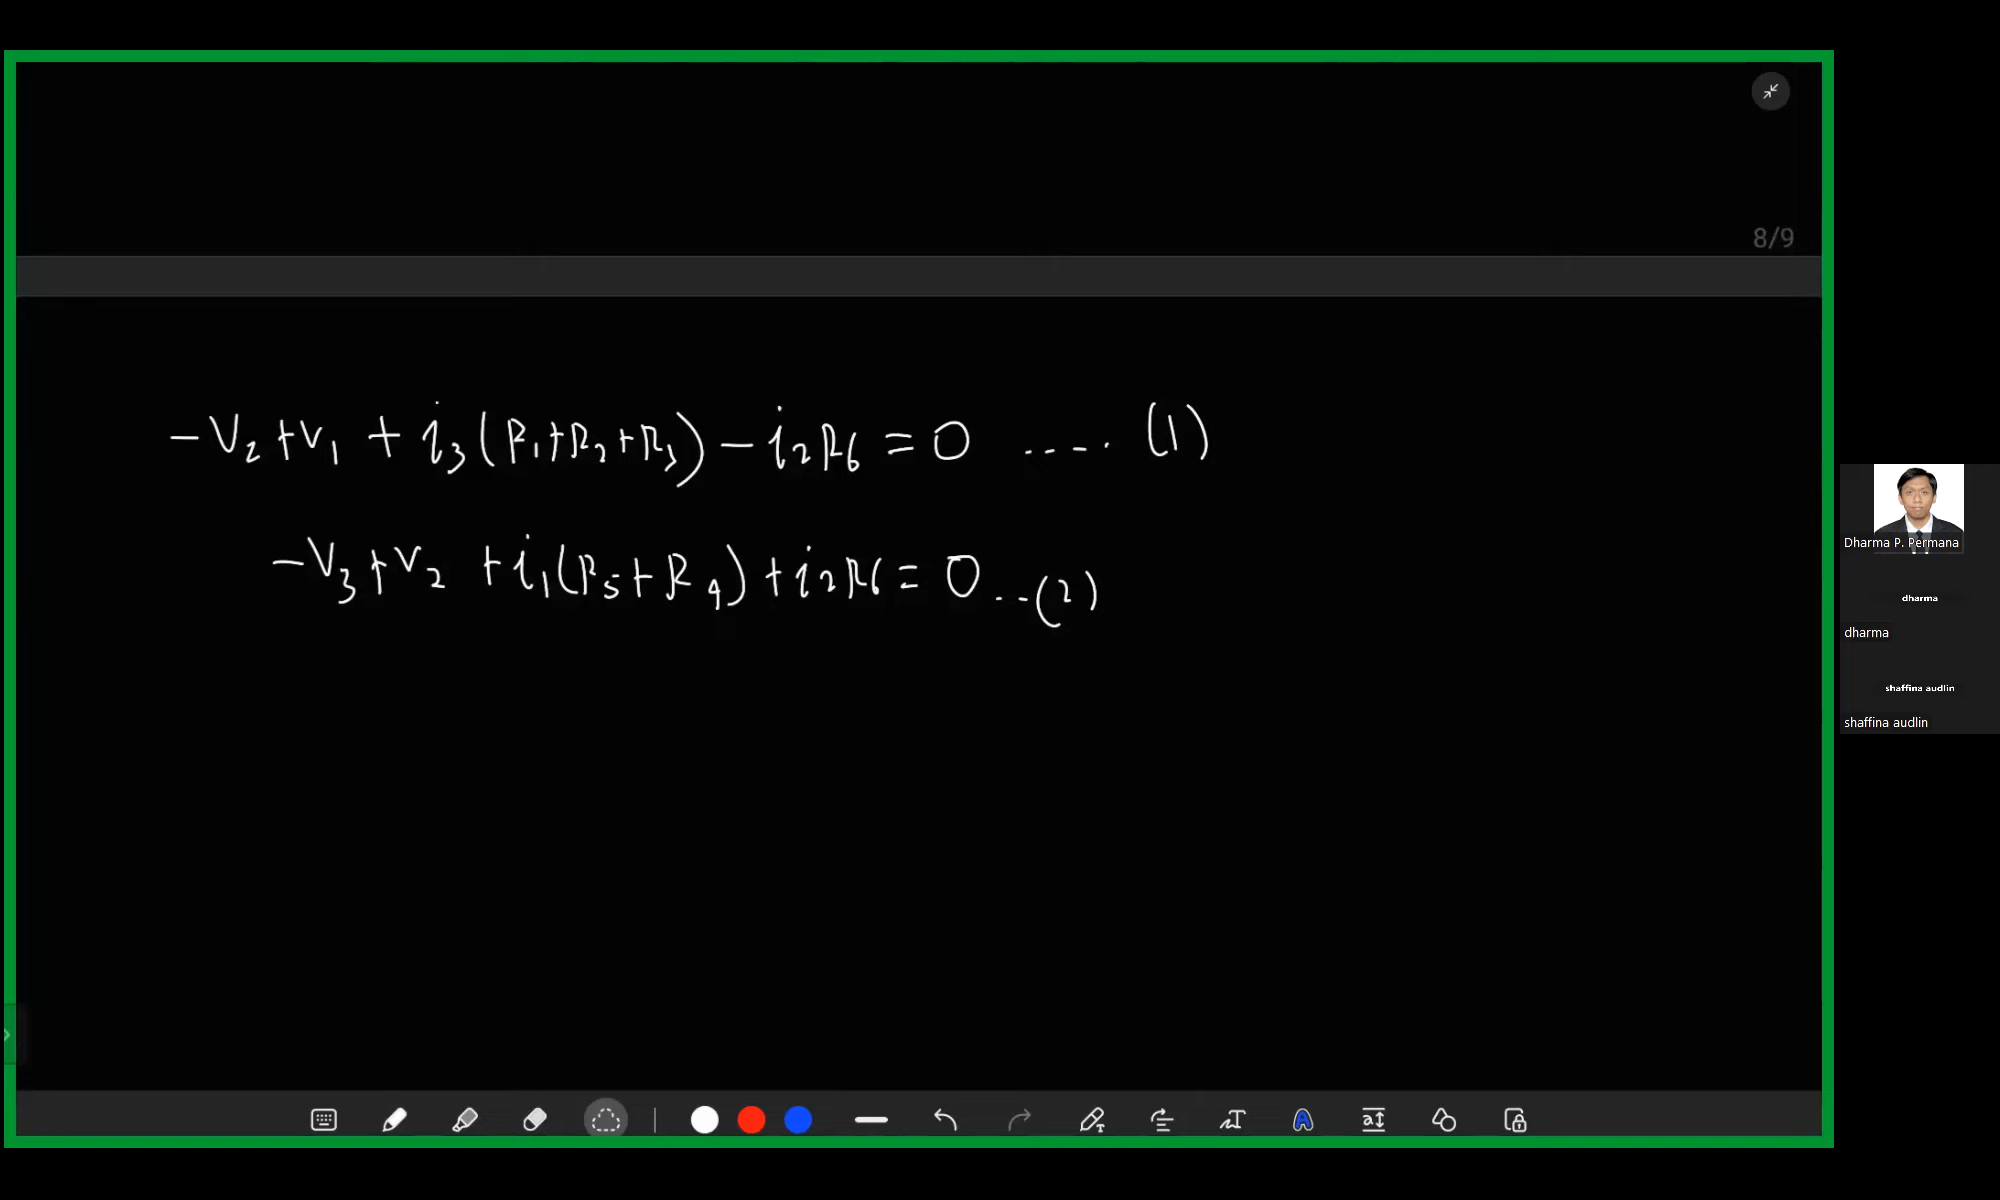 8/9
-V₂+V₁ + i₃(R₁+R₂+R₃) - i₂R₆ = 0 ..... (1)
-V₃+V₂ + i₁(R₅+R₄) + i₂R₆ = 0 ...(2)
Dharma P. Permana
dharma
dharma
shaffina audlin
shaffina audlin